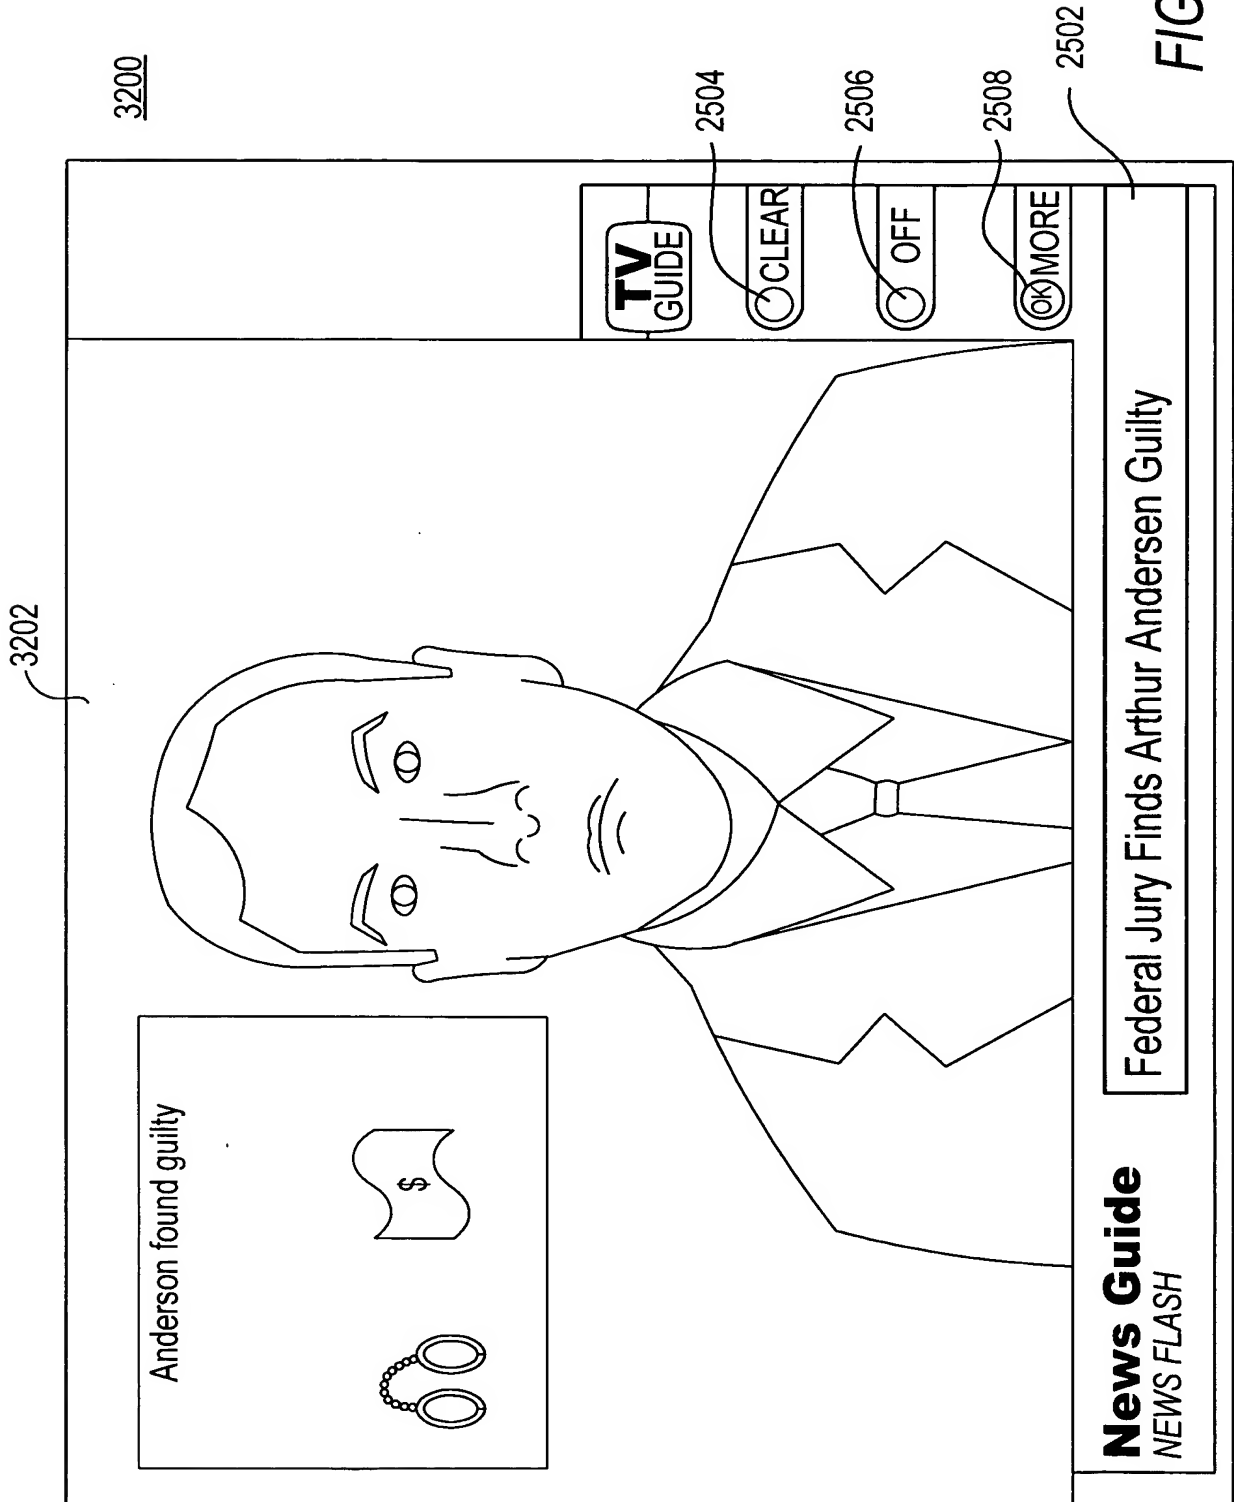 3200
3202
Anderson found guilty
$
TV
GUIDE
CLEAR
2504
OFF
2506
OK MORE
2508
2502
News Guide
NEWS FLASH
Federal Jury Finds Arthur Andersen Guilty
FIG